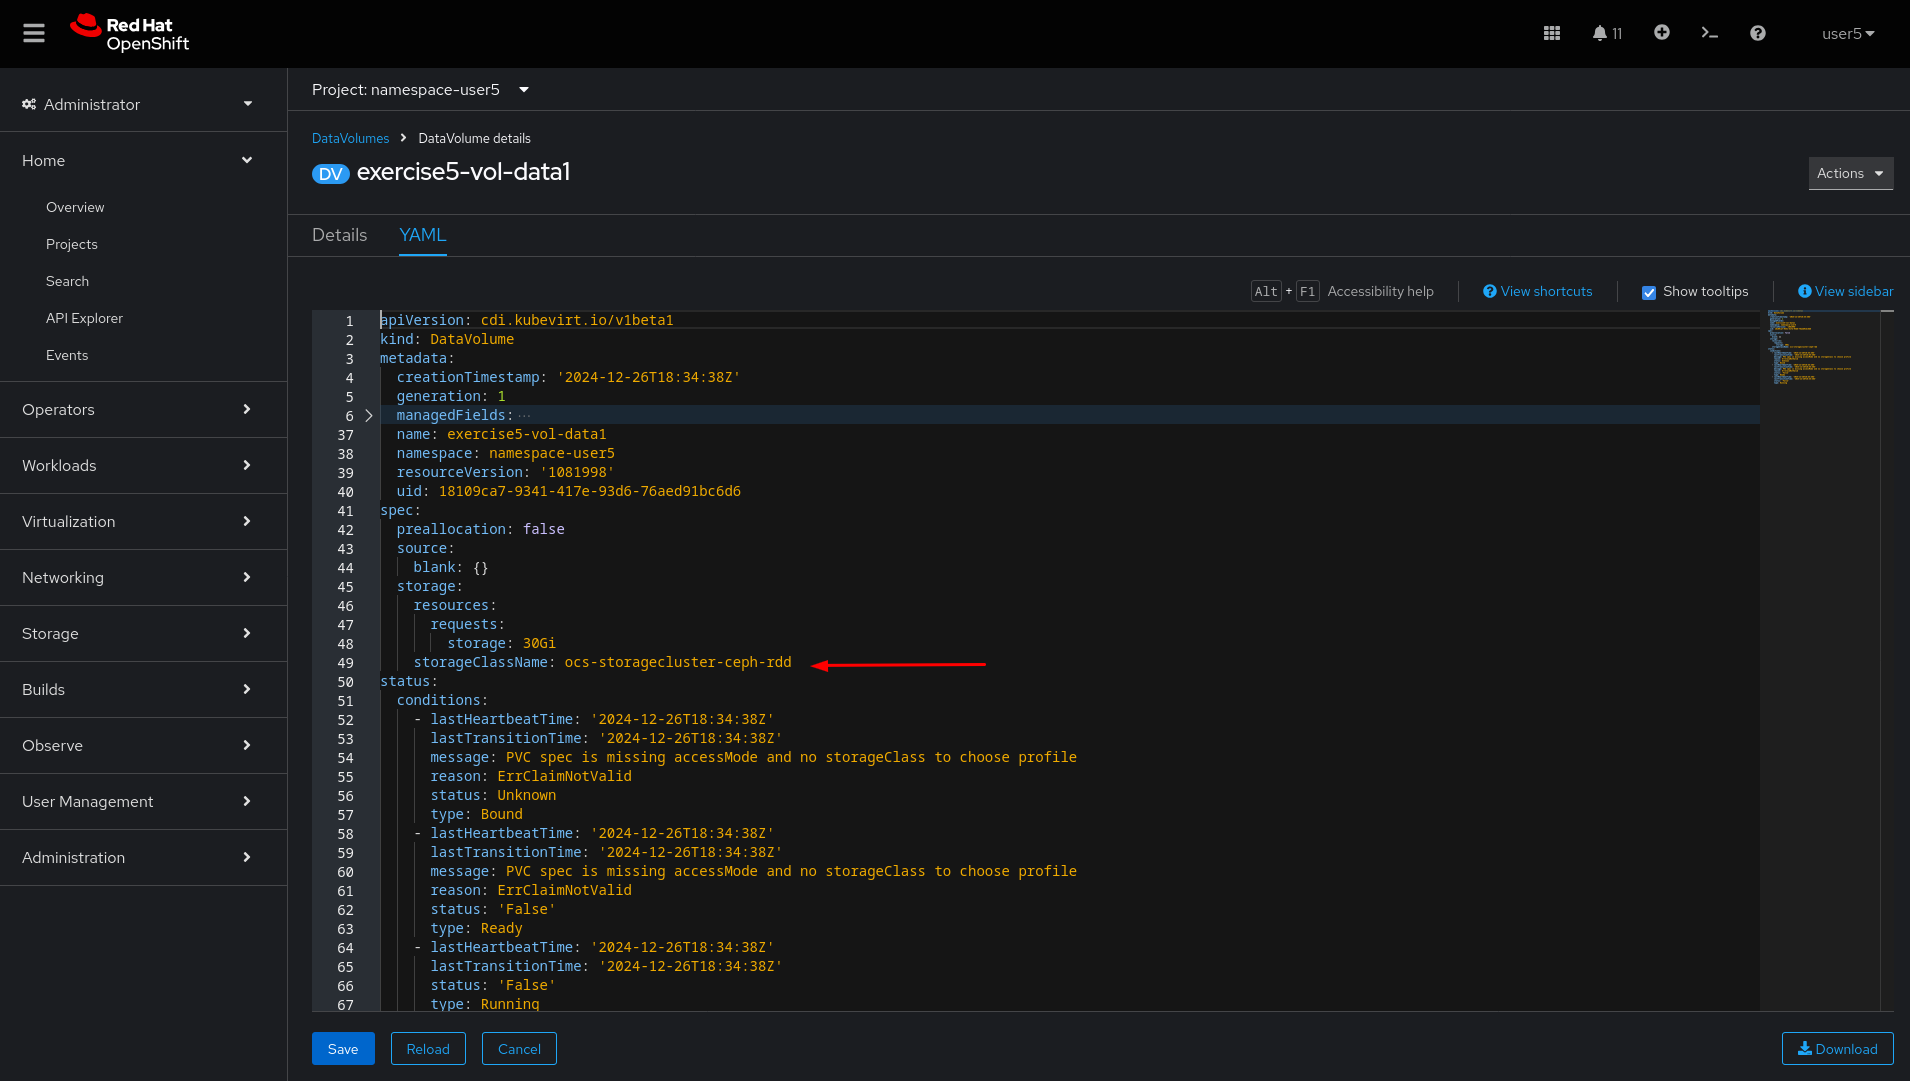 Red Hat
OpenShift
11
user5
Administrator
Home
Overview
Projects
Search
API Explorer
Events
Operators
Workloads
Virtualization
Networking
Storage
Builds
Observe
User Management
Administration
Project: namespace-user5
DataVolumes > DataVolume details
DV exercise5-vol-data1
Actions
Details YAML
Alt + F1 Accessibility help View shortcuts Show tooltips View sidebar
1 apiVersion: cdi.kubevirt.io/v1beta1
2 kind: DataVolume
3 metadata:
4 creationTimestamp: '2024-12-26T18:34:38Z'
5 generation: 1
6 managedFields: ...
37 name: exercise5-vol-data1
38 namespace: namespace-user5
39 resourceVersion: '1081998'
40 uid: 18109ca7-9341-417e-93d6-76aed91bc6d6
41 spec:
42 preallocation: false
43 source:
44 blank: {}
45 storage:
46 resources:
47 requests:
48 storage: 30Gi
49 storageClassName: ocs-storagecluster-ceph-rdd
50 status:
51 conditions:
52 - lastHeartbeatTime: '2024-12-26T18:34:38Z'
53 lastTransitionTime: '2024-12-26T18:34:38Z'
54 message: PVC spec is missing accessMode and no storageClass to choose profile
55 reason: ErrClaimNotValid
56 status: Unknown
57 type: Bound
58 - lastHeartbeatTime: '2024-12-26T18:34:38Z'
59 lastTransitionTime: '2024-12-26T18:34:38Z'
60 message: PVC spec is missing accessMode and no storageClass to choose profile
61 reason: ErrClaimNotValid
62 status: 'False'
63 type: Ready
64 - lastHeartbeatTime: '2024-12-26T18:34:38Z'
65 lastTransitionTime: '2024-12-26T18:34:38Z'
66 status: 'False'
67 type: Running
Save Reload Cancel Download